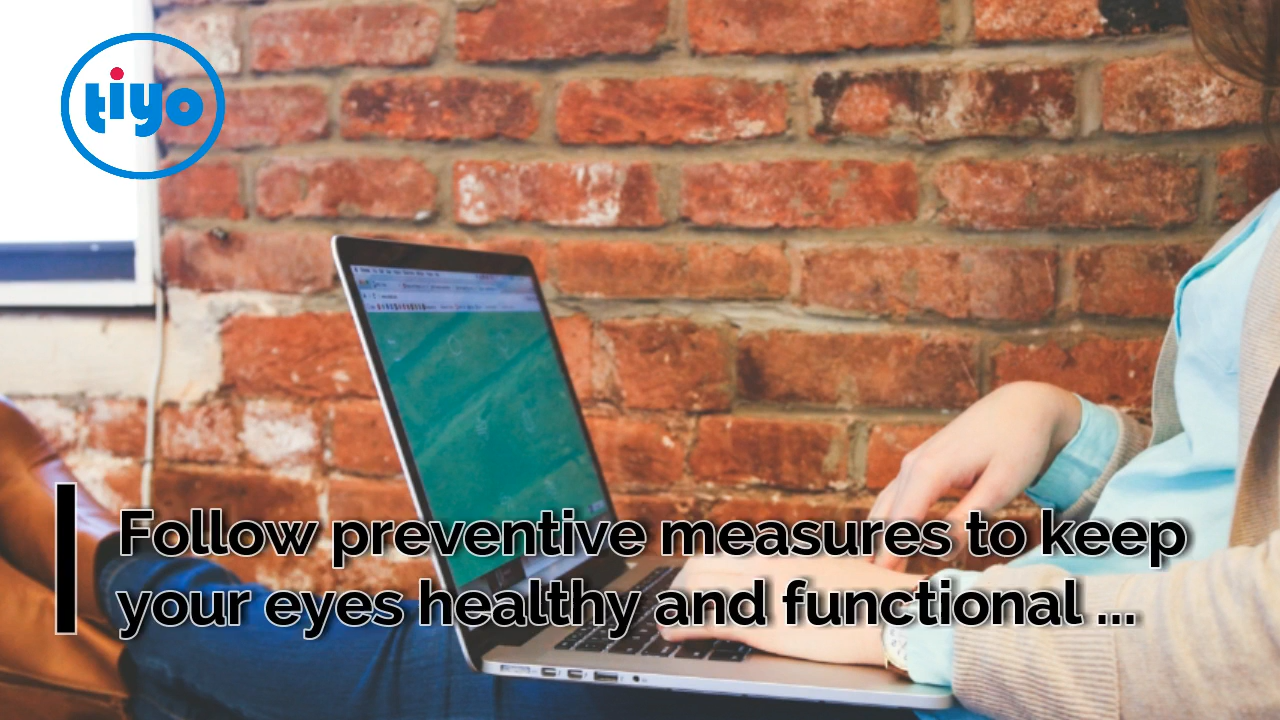 tiyo
Follow preventive measures to keep
your eyes healthy and functional ...